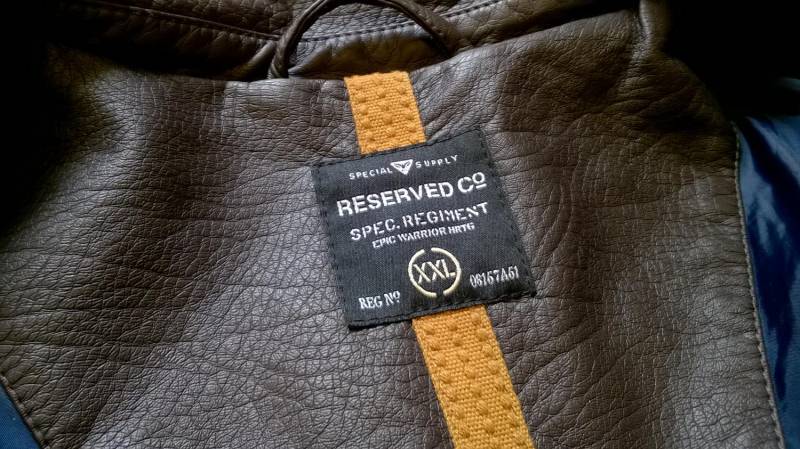 SPECIAL SUPPLY
RESERVED Co
SPEC. REGIMENT
EPIC WARRIOR HRTG
XXL
REG No 06157A61